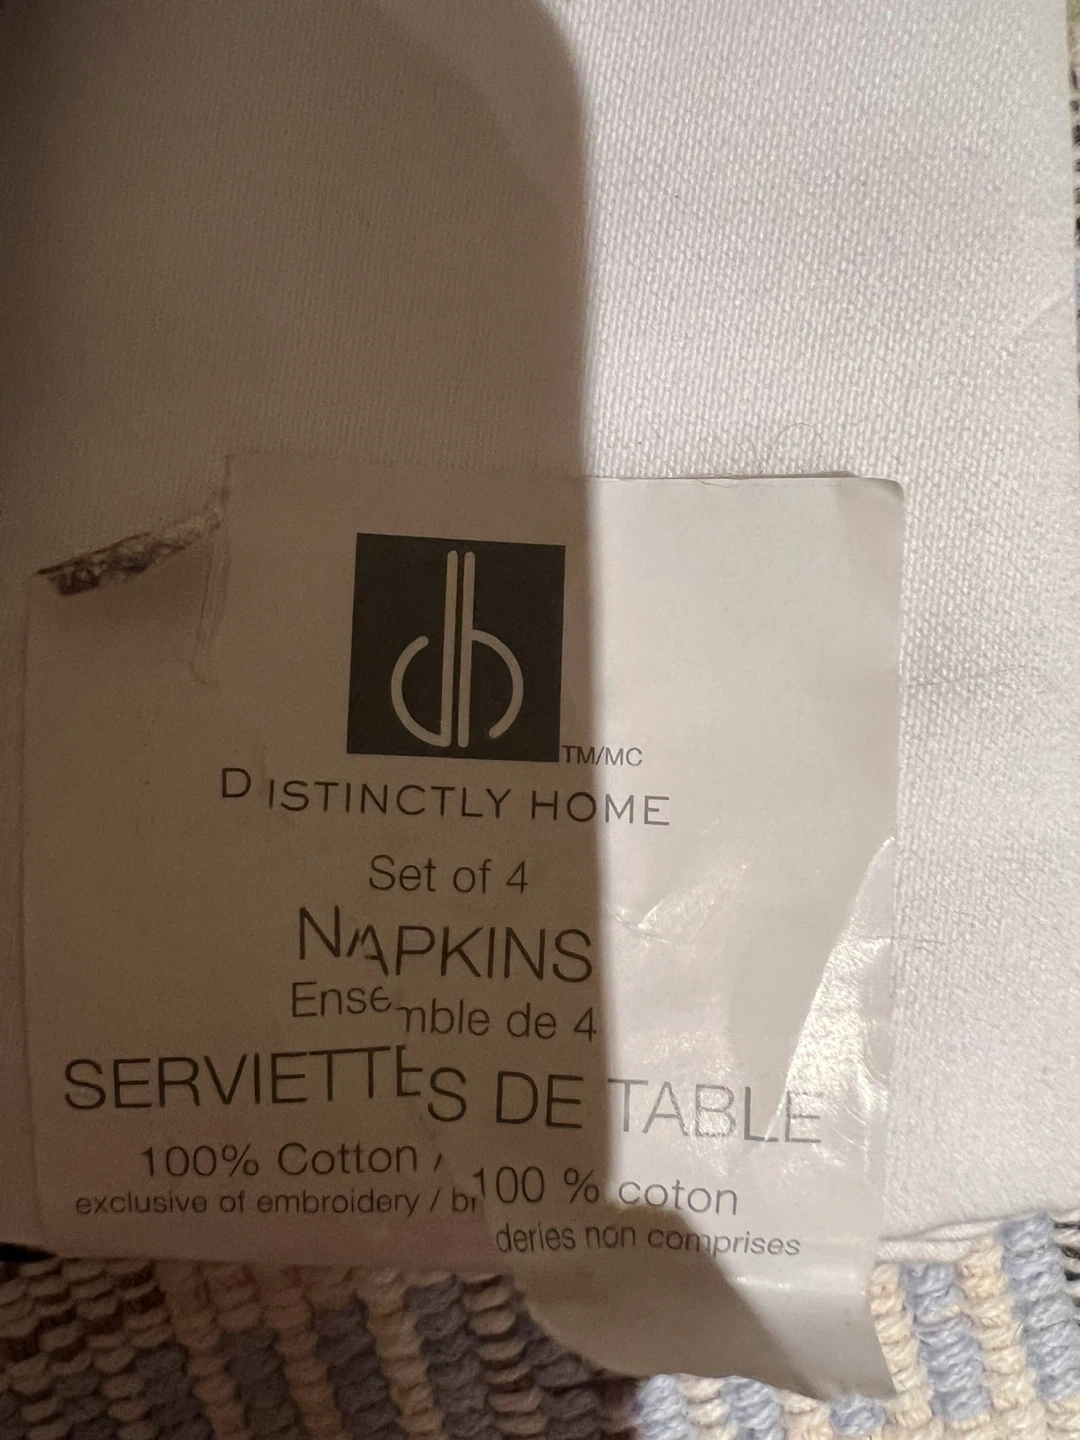 dh
TM/MC
DISTINCTLY HOME
Set of 4
NAPKINS
Ensemble de 4
SERVIETTES DE TABLE
100% Cotton / 100 % coton
exclusive of embroidery / br deries non comprises